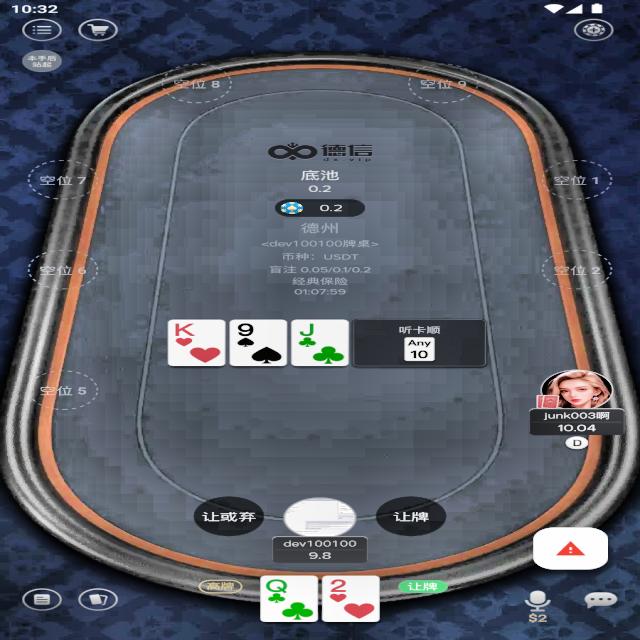 10:32
本手后
站起
空位 8
空位 9
德信
dx.vip
底池
0.2
空位 7
空位 1
0.2
德州
<dev100100牌桌>
币种：USDT
空位 6
空位 2
盲注 0.05/0.1/0.2
经典保险
01:07:59
K
9
J
听卡顺
Any
10
空位 5
junk003啊
10.04
D
让或弃
让牌
dev100100
9.8
高牌
让牌
Q
2
$2